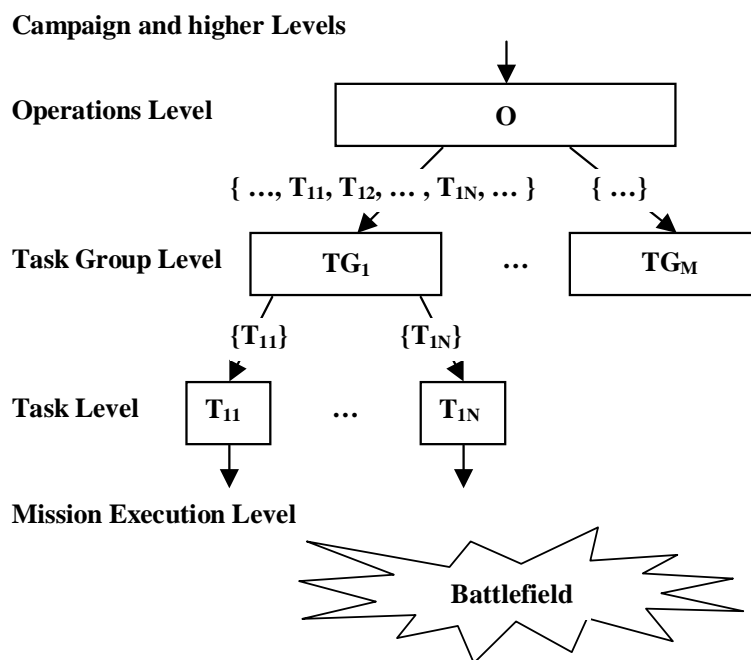 Campaign and higher Levels
Operations Level
O
{ …, T₁₁, T₁₂, … , T₁N, … }
{ …}
Task Group Level
TG₁
…
TGM
{T₁₁}
{T₁N}
Task Level
T₁₁
…
T₁N
Mission Execution Level
Battlefield